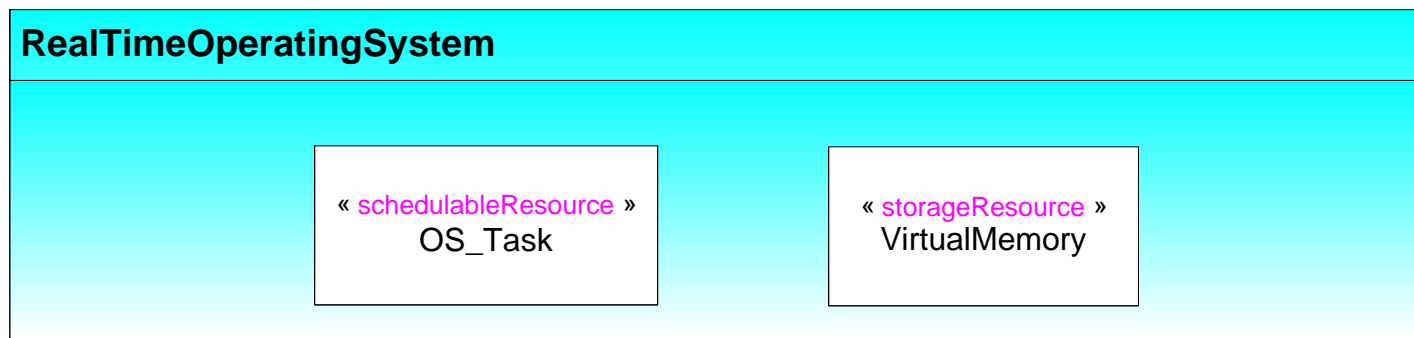 RealTimeOperatingSystem
« schedulableResource »
OS_Task
« storageResource »
VirtualMemory